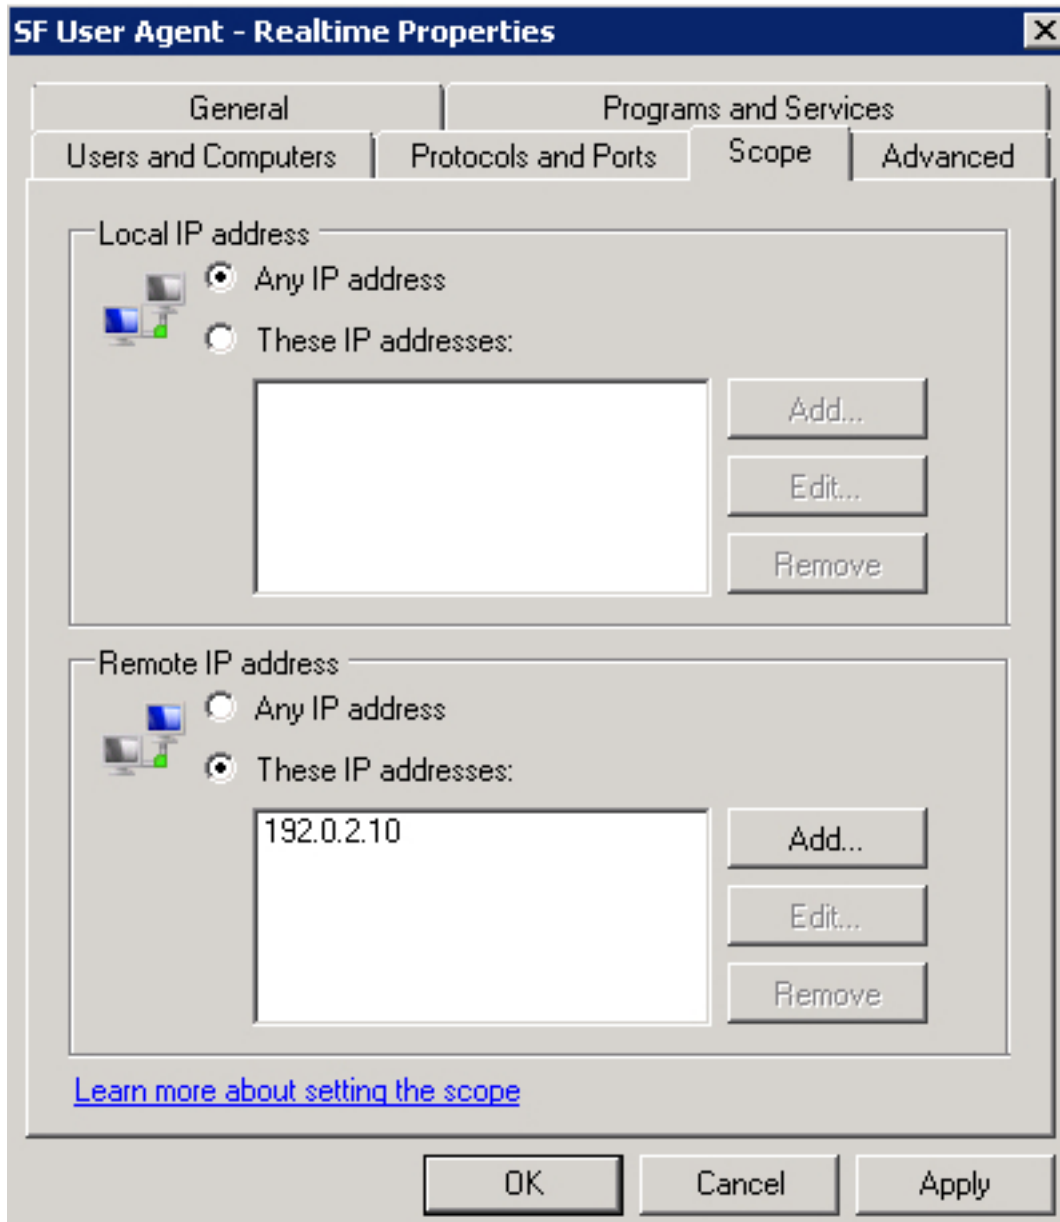 SF User Agent - Realtime Properties
General
Programs and Services
Users and Computers
Protocols and Ports
Scope
Advanced
Local IP address
Any IP address
These IP addresses:
Add...
Edit...
Remove
Remote IP address
Any IP address
These IP addresses:
192.0.2.10
Add...
Edit...
Remove
Learn more about setting the scope
OK
Cancel
Apply